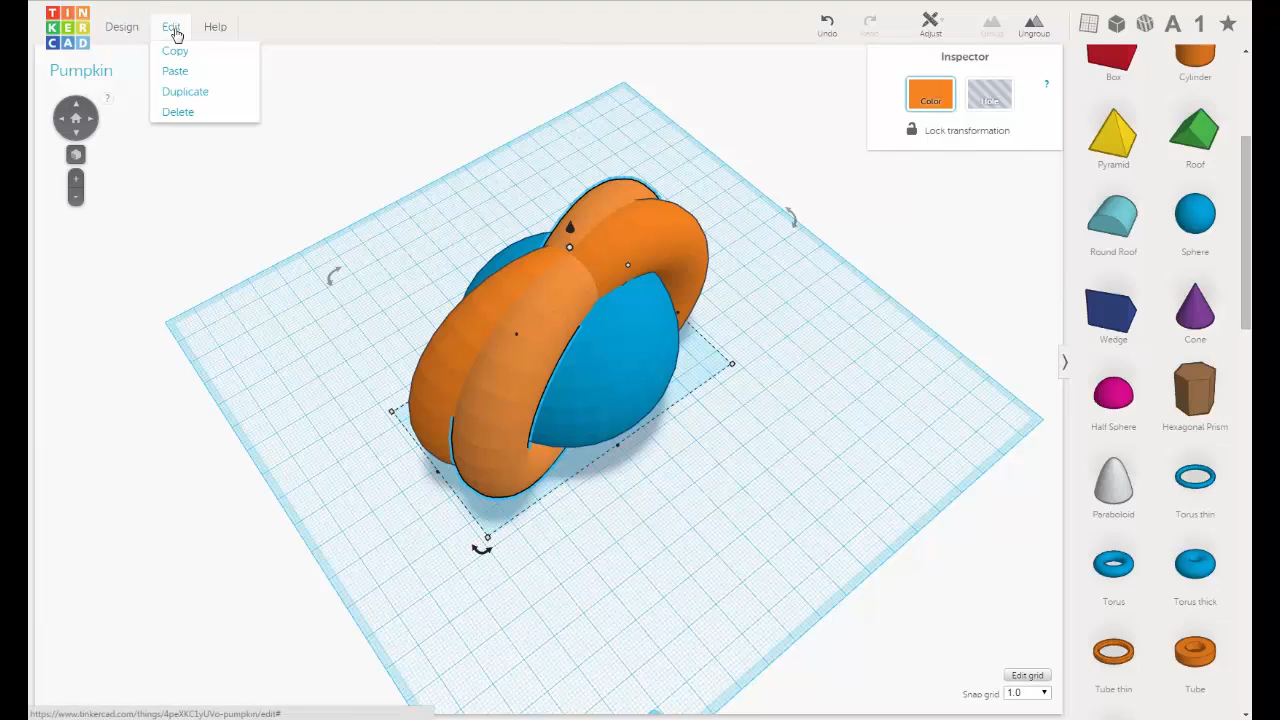 TIN
KER
CAD
Design
Edit
Help
Undo
Redo
Adjust
Group
Ungroup
Copy
Paste
Duplicate
Delete
Pumpkin
?
Inspector
Color
Hole
?
Lock transformation
Box
Cylinder
Pyramid
Roof
Round Roof
Sphere
Wedge
Cone
Half Sphere
Hexagonal Prism
Paraboloid
Torus thin
Torus
Torus thick
Tube thin
Tube
Edit grid
Snap grid 1.0
https://www.tinkercad.com/things/4peXKC1yUVo-pumpkin/edit#